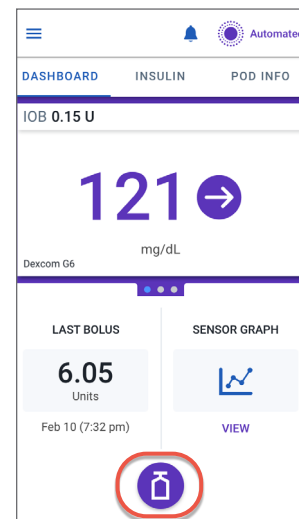 Automated
DASHBOARD INSULIN POD INFO
IOB 0.15 U
121
mg/dL
Dexcom G6
LAST BOLUS
6.05
Units
Feb 10 (7:32 pm)
SENSOR GRAPH
VIEW